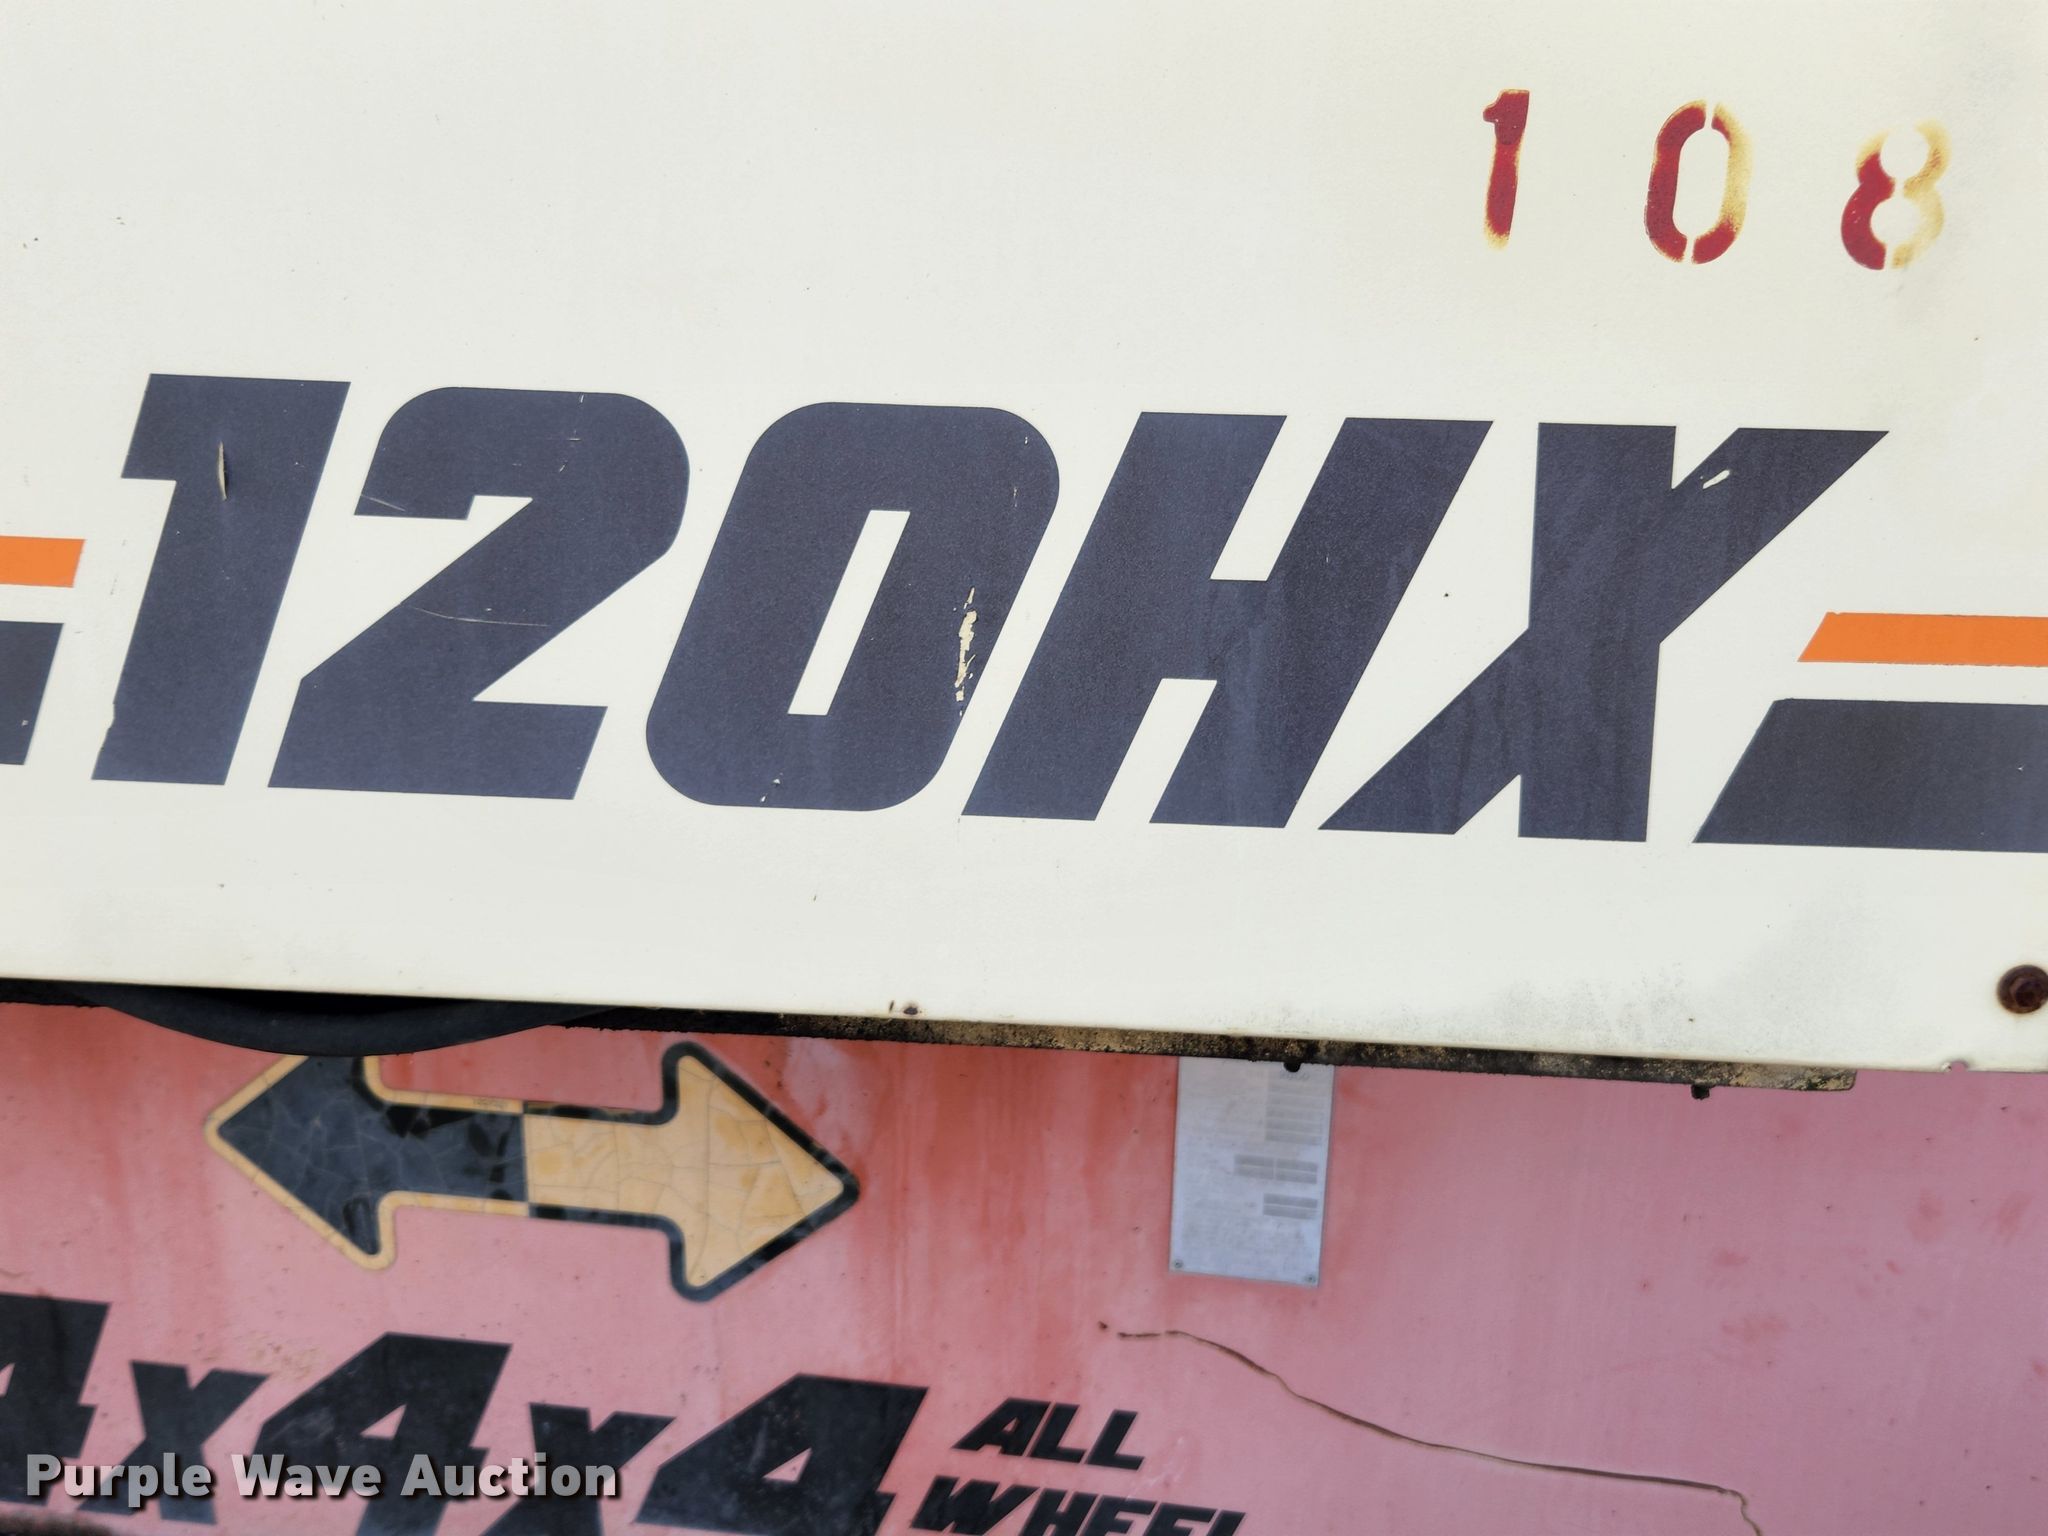 108
120HX
4x4x4 ALL
WHEEL
Purple Wave Auction